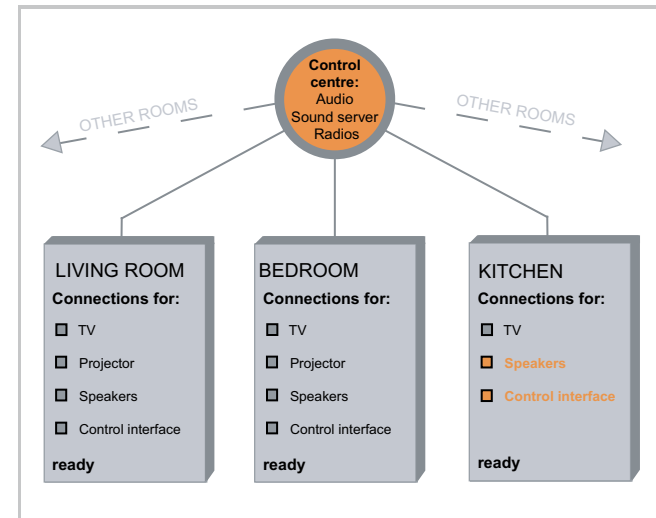 Control
centre:
Audio
Sound server
Radios
OTHER ROOMS
OTHER ROOMS
LIVING ROOM
Connections for:
TV
Projector
Speakers
Control interface
ready
BEDROOM
Connections for:
TV
Projector
Speakers
Control interface
ready
KITCHEN
Connections for:
TV
Speakers
Control interface
ready